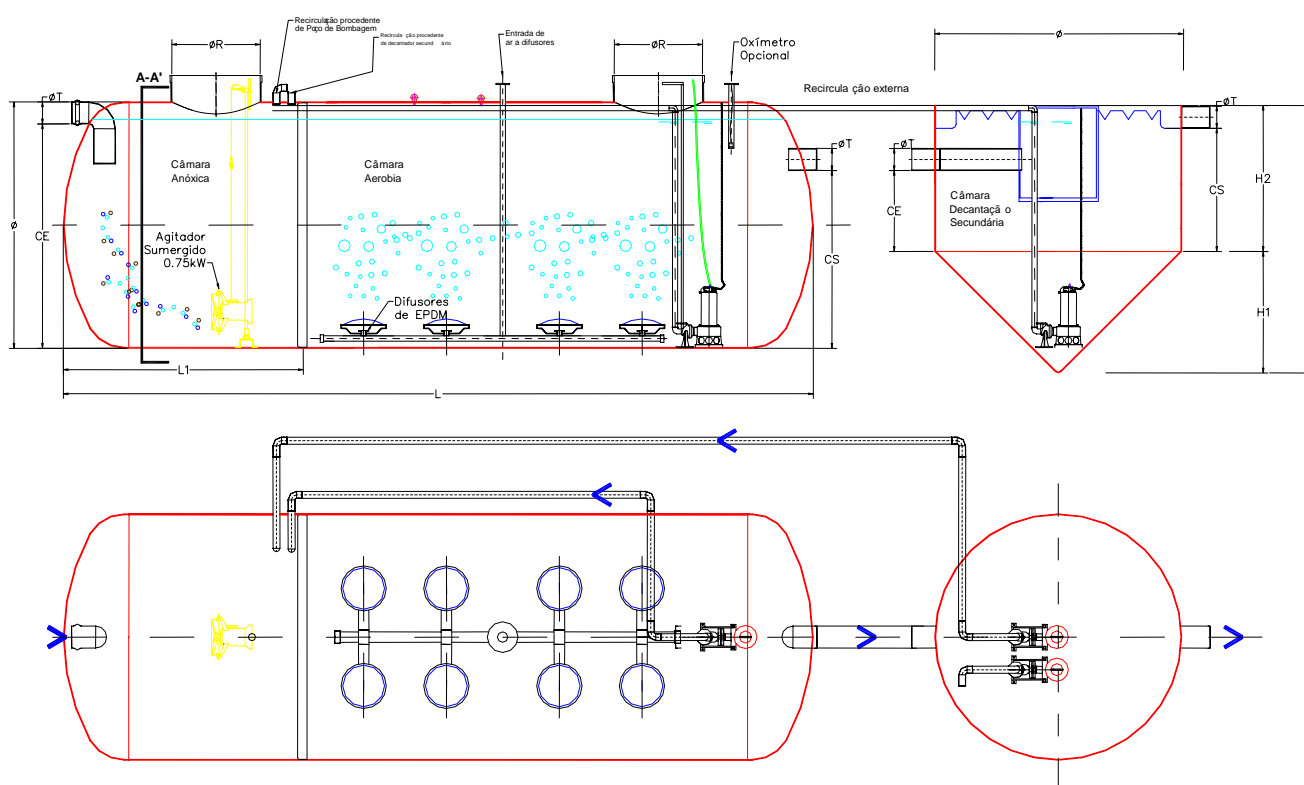 Recirculação procedente
de Poço de Bombagem
Recircula ção procedente
de decantador secund ário
Entrada de
ar a difusores
Oxímetro
Opcional
Recircula ção externa
A-A'
øR
øR
ø
øT
øT
øT
øT
Câmara
Anóxica
Câmara
Aerobia
Câmara
Decantaçã o
Secundária
Agitador
Sumergido
0.75kW
Difusores
de EPDM
ø
CE
CS
CE
CS
H2
H1
L1
L